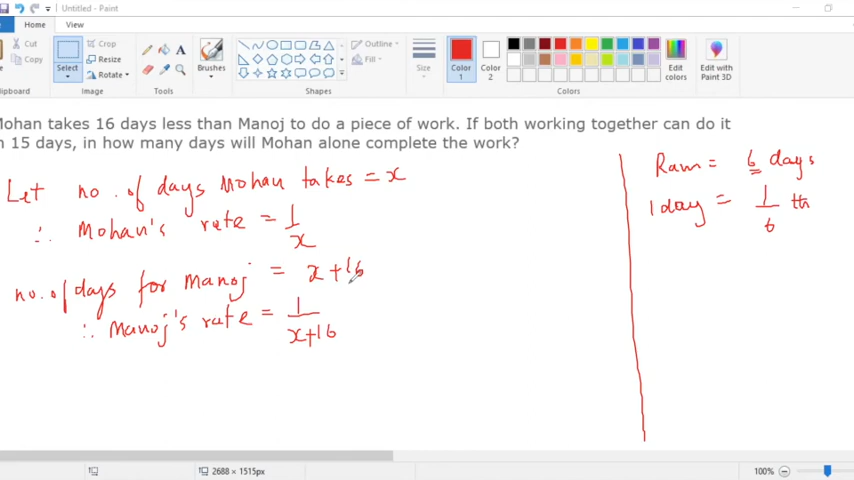 Untitled - Paint
Home
View
Cut
Copy
Select
Crop
Resize
Rotate
Image
Tools
Brushes
Shapes
Outline
Fill
Size
Color 1
Color 2
Edit colors
Edit with Paint 3D
Colors
Mohan takes 16 days less than Manoj to do a piece of work. If both working together can do it
15 days, in how many days will Mohan alone complete the work?
Let no. of days Mohan takes = x
∴ Mohan's rate = 1/x
no. of days for Manoj = x+16
∴ Manoj's rate = 1/(x+16)
Ram = 6 days
1 day = 1/6 th
2688 × 1515px
100%